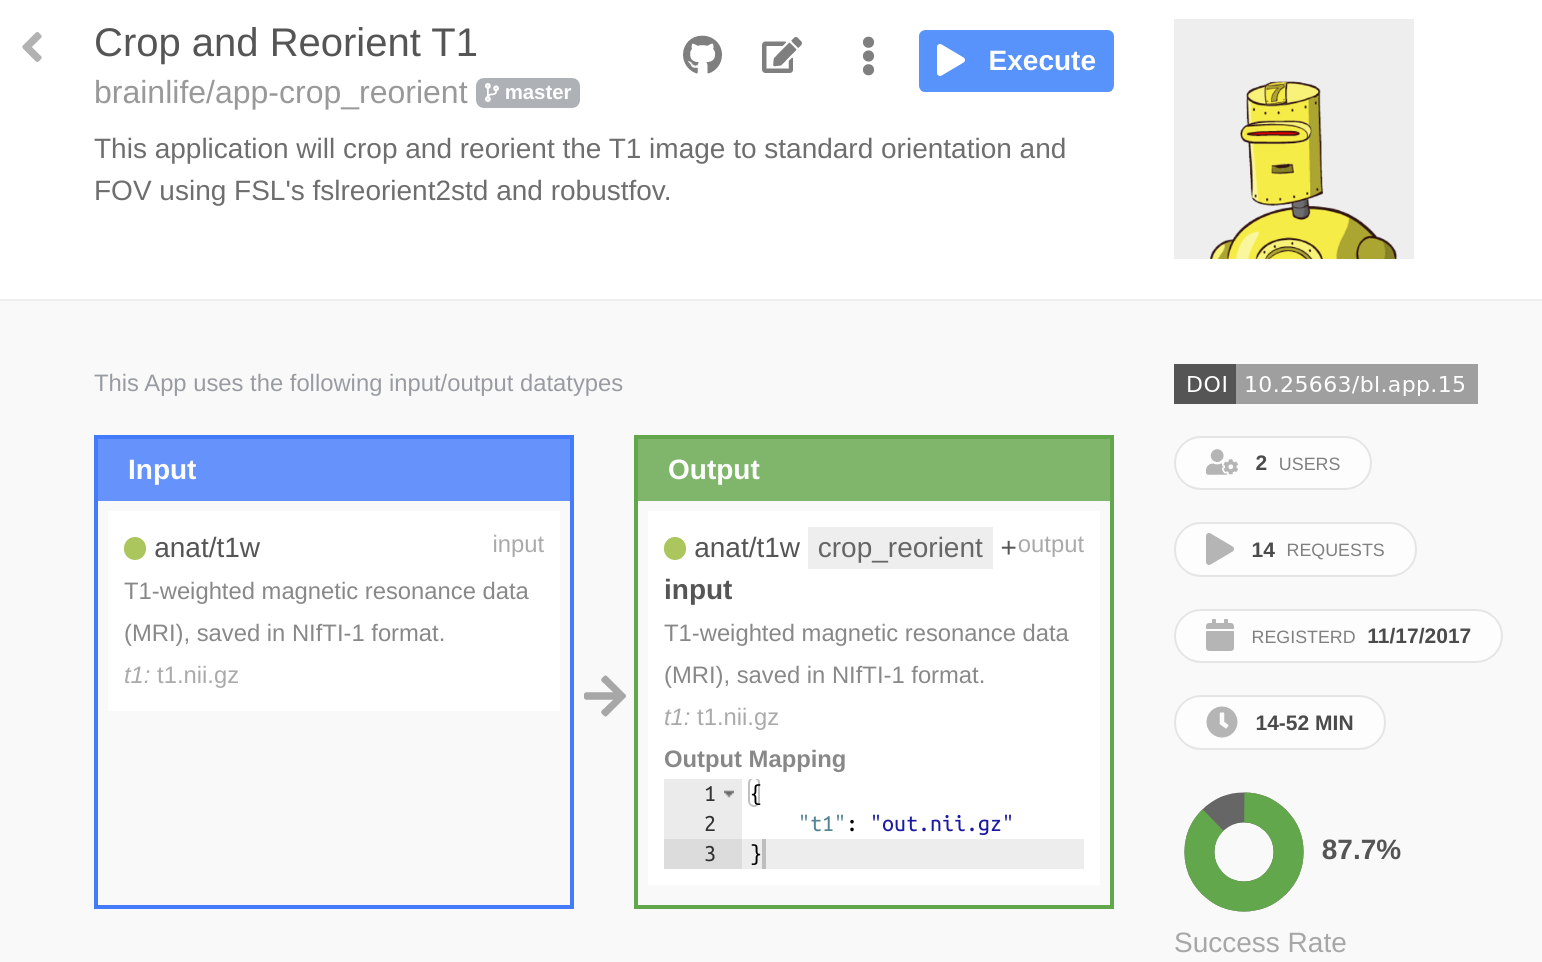 Crop and Reorient T1
Execute
brainlife/app-crop_reorient master
This application will crop and reorient the T1 image to standard orientation and
FOV using FSL's fslreorient2std and robustfov.
7
This App uses the following input/output datatypes
DOI 10.25663/bl.app.15
Input
anat/t1w input
T1-weighted magnetic resonance data
(MRI), saved in NIfTI-1 format.
t1: t1.nii.gz
Output
anat/t1w crop_reorient +output
input
T1-weighted magnetic resonance data
(MRI), saved in NIfTI-1 format.
t1: t1.nii.gz
Output Mapping
1 {
2 "t1": "out.nii.gz"
3 }
2 USERS
14 REQUESTS
REGISTERD 11/17/2017
14-52 MIN
87.7%
Success Rate